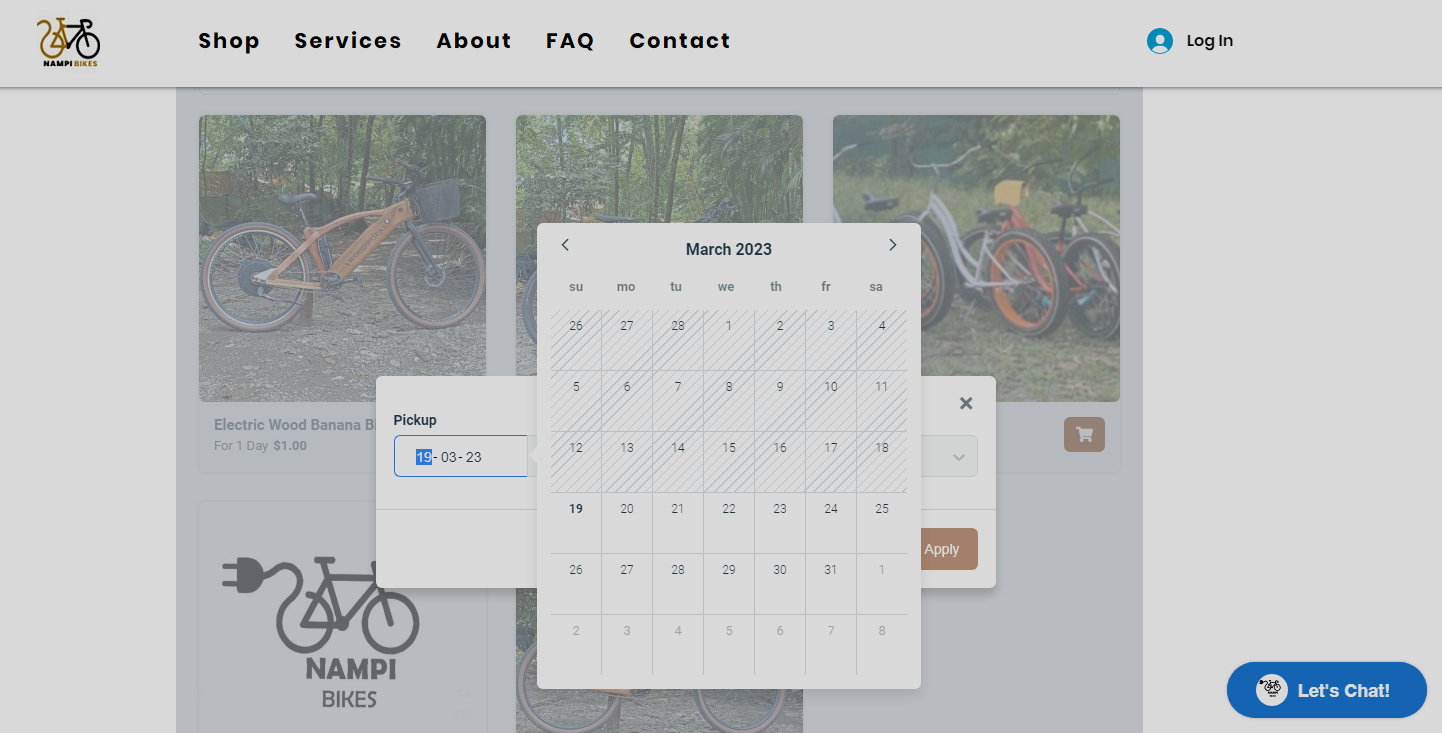 NAMPI BIKES
Shop Services About FAQ Contact
Log In
March 2023
su mo tu we th fr sa
26 27 28 1 2 3 4
5 6 7 8 9 10 11
12 13 14 15 16 17 18
19 20 21 22 23 24 25
26 27 28 29 30 31 1
2 3 4 5 6 7 8
Pickup
19 - 03 - 23
Apply
Electric Wood Banana Bi
For 1 Day $1.00
NAMPI
BIKES
Let's Chat!